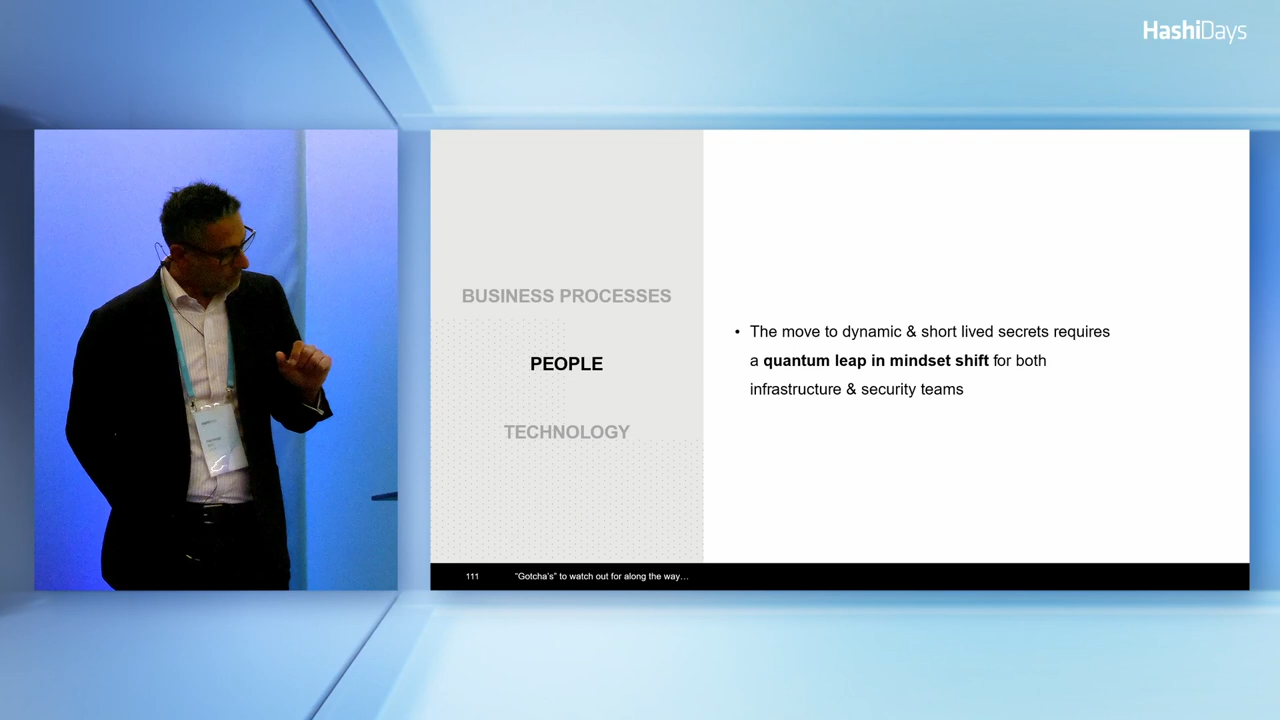 HashiDays
BUSINESS PROCESSES
PEOPLE
TECHNOLOGY
• The move to dynamic & short lived secrets requires
a quantum leap in mindset shift for both
infrastructure & security teams
111
“Gotcha’s” to watch out for along the way…